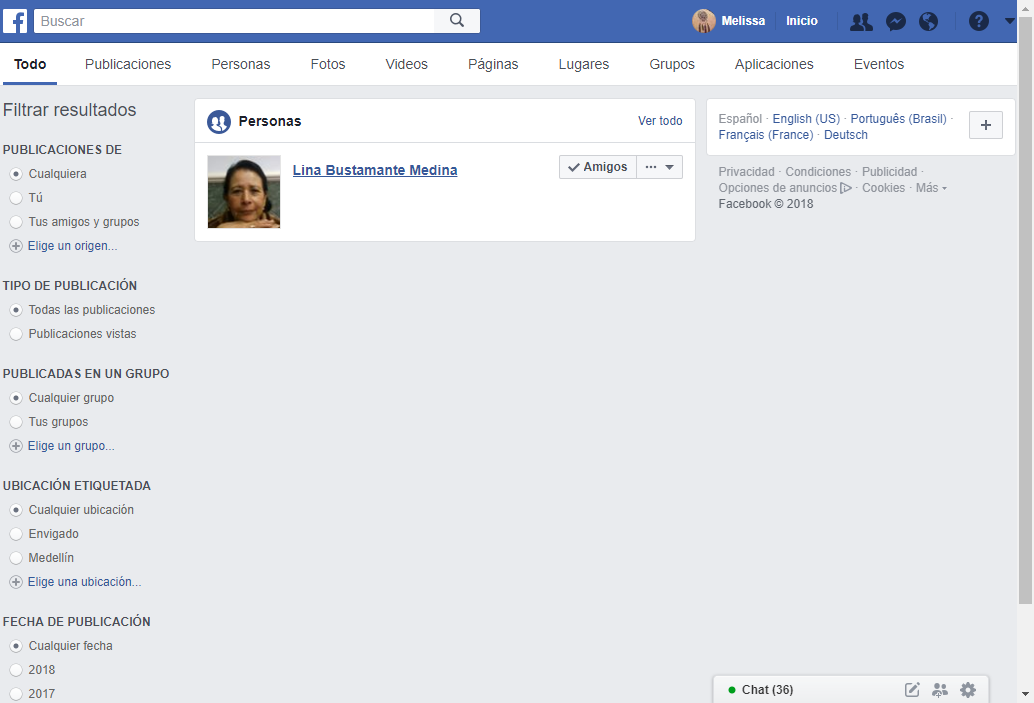 Buscar
Melissa Inicio
Todo Publicaciones Personas Fotos Videos Páginas Lugares Grupos Aplicaciones Eventos
Filtrar resultados
PUBLICACIONES DE
Cualquiera
Tú
Tus amigos y grupos
Elige un origen...
TIPO DE PUBLICACIÓN
Todas las publicaciones
Publicaciones vistas
PUBLICADAS EN UN GRUPO
Cualquier grupo
Tus grupos
Elige un grupo...
UBICACIÓN ETIQUETADA
Cualquier ubicación
Envigado
Medellín
Elige una ubicación...
FECHA DE PUBLICACIÓN
Cualquier fecha
2018
2017
Personas Ver todo
Lina Bustamante Medina Amigos
Español · English (US) · Português (Brasil) ·
Français (France) · Deutsch
Privacidad · Condiciones · Publicidad ·
Opciones de anuncios · Cookies · Más
Facebook © 2018
Chat (36)